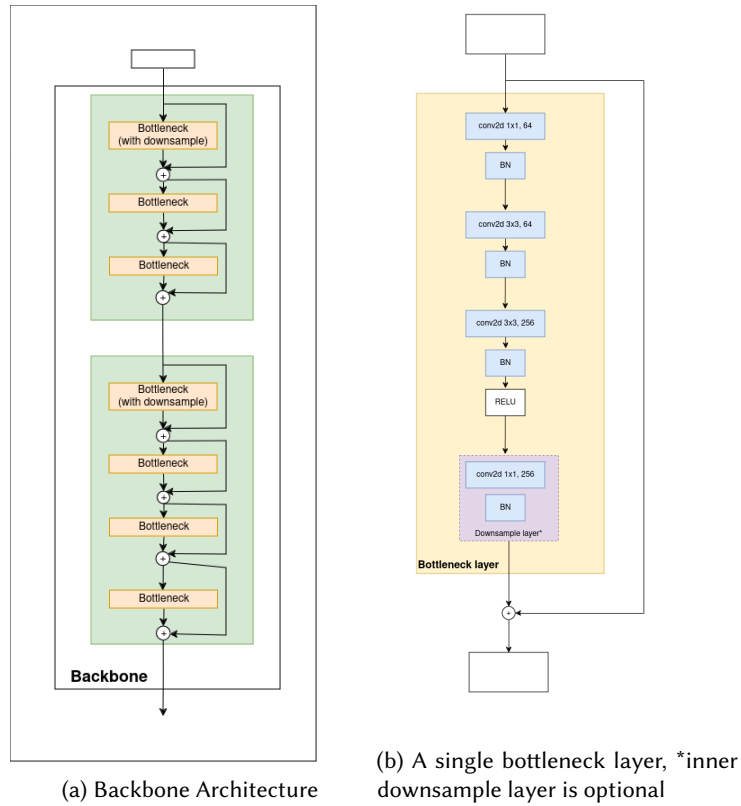 Bottleneck
(with downsample)
+
Bottleneck
+
Bottleneck
+
Bottleneck
(with downsample)
+
Bottleneck
+
Bottleneck
+
Bottleneck
+
Backbone
(a) Backbone Architecture
conv2d 1x1, 64
BN
conv2d 3x3, 64
BN
conv2d 3x3, 256
BN
RELU
conv2d 1x1, 256
BN
Downsample layer*
Bottleneck layer
+
(b) A single bottleneck layer, *inner
downsample layer is optional